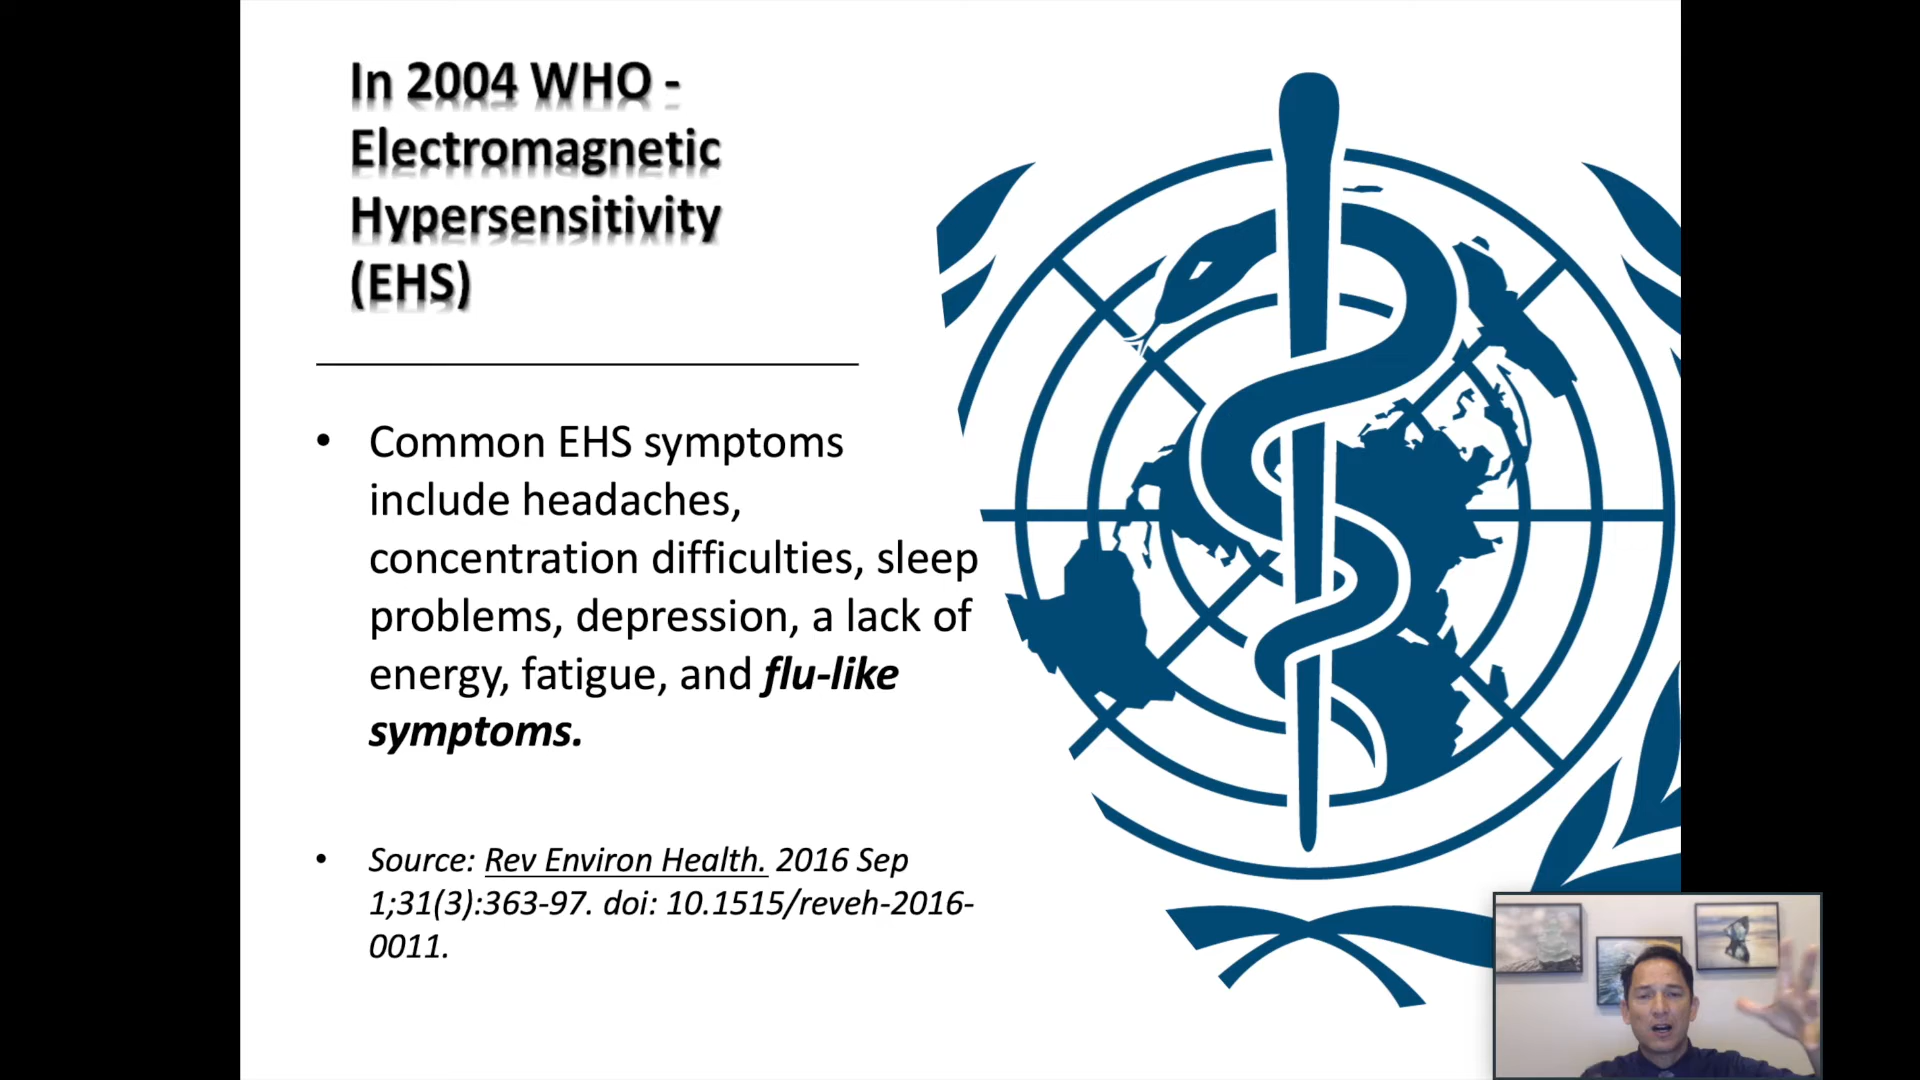 In 2004 WHO -
Electromagnetic
Hypersensitivity
(EHS)
• Common EHS symptoms
include headaches,
concentration difficulties, sleep
problems, depression, a lack of
energy, fatigue, and flu-like
symptoms.
• Source: Rev Environ Health. 2016 Sep
1;31(3):363-97. doi: 10.1515/reveh-2016-
0011.